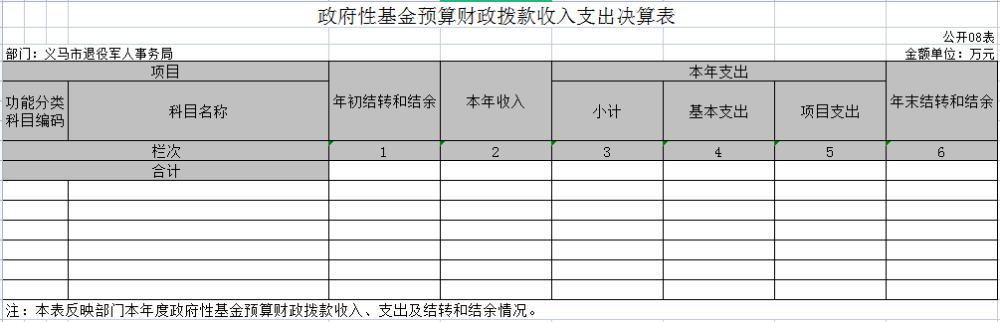 政府性基金预算财政拨款收入支出决算表
公开08表
部门：义马市退役军人事务局 金额单位：万元
项目 年初结转和结余 本年收入 本年支出 年末结转和结余
功能分类科目编码 科目名称 小计 基本支出 项目支出
栏次 1 2 3 4 5 6
合计
注：本表反映部门本年度政府性基金预算财政拨款收入、支出及结转和结余情况。